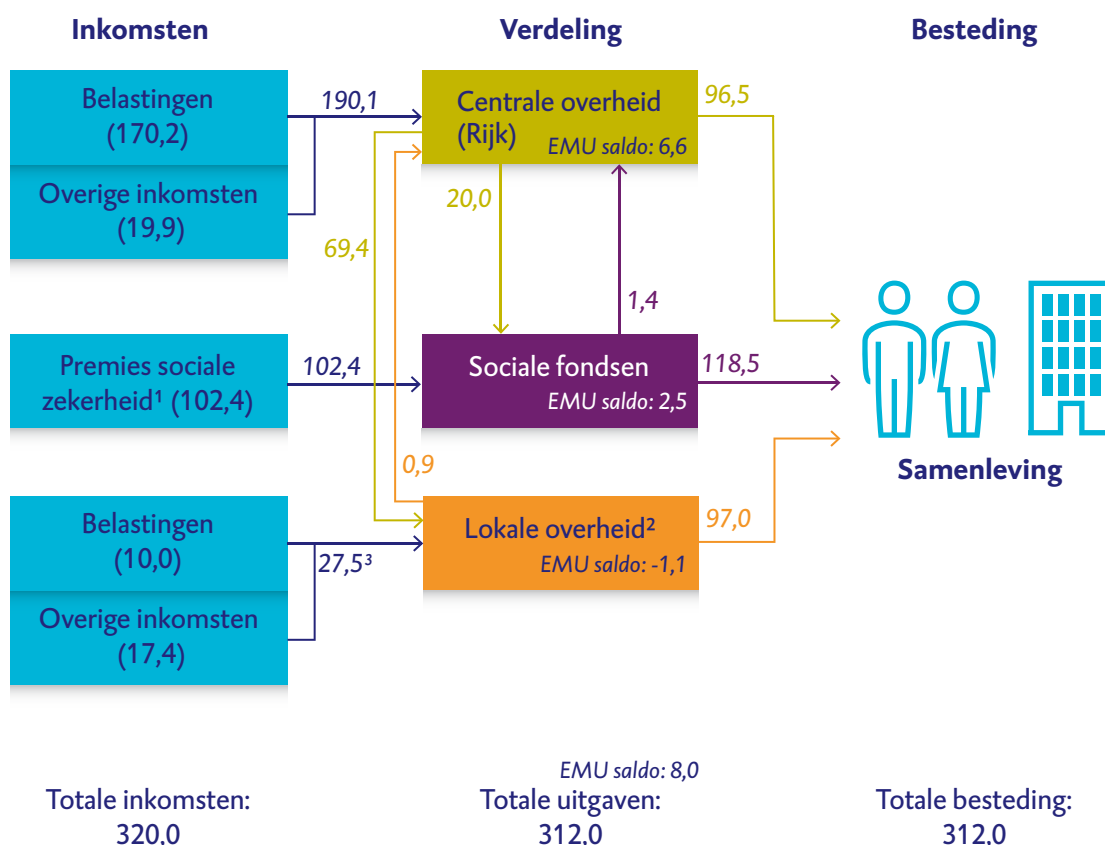 Inkomsten
Verdeling
Besteding
Belastingen
(170,2)
190,1
Overige inkomsten
(19,9)
Centrale overheid
(Rijk)
EMU saldo: 6,6
96,5
20,0
69,4
1,4
Premies sociale
zekerheid¹ (102,4)
102,4
Sociale fondsen
EMU saldo: 2,5
118,5
0,9
Samenleving
Belastingen
(10,0)
27,5³
Overige inkomsten
(17,4)
Lokale overheid²
EMU saldo: -1,1
97,0
EMU saldo: 8,0
Totale inkomsten:
320,0
Totale uitgaven:
312,0
Totale besteding:
312,0